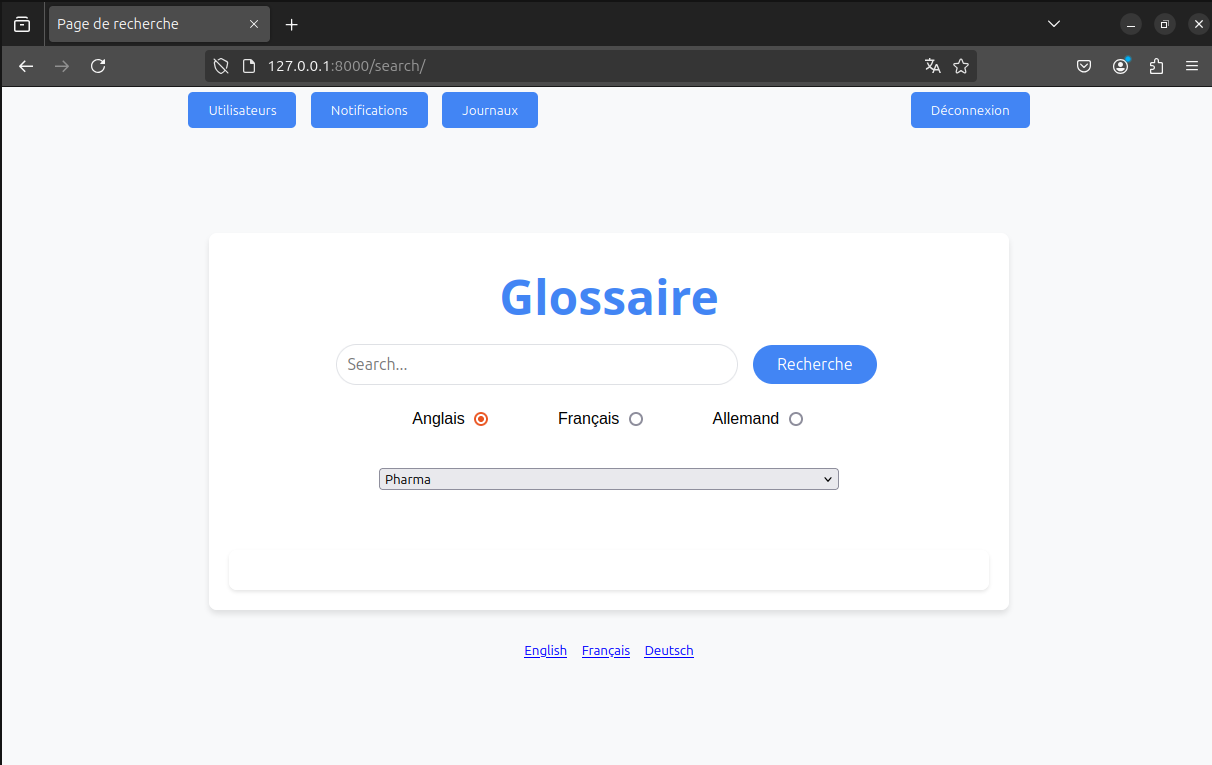 Page de recherche
127.0.0.1:8000/search/
Utilisateurs Notifications Journaux Déconnexion
Glossaire
Search... Recherche
Anglais Français Allemand
Pharma
English Français Deutsch